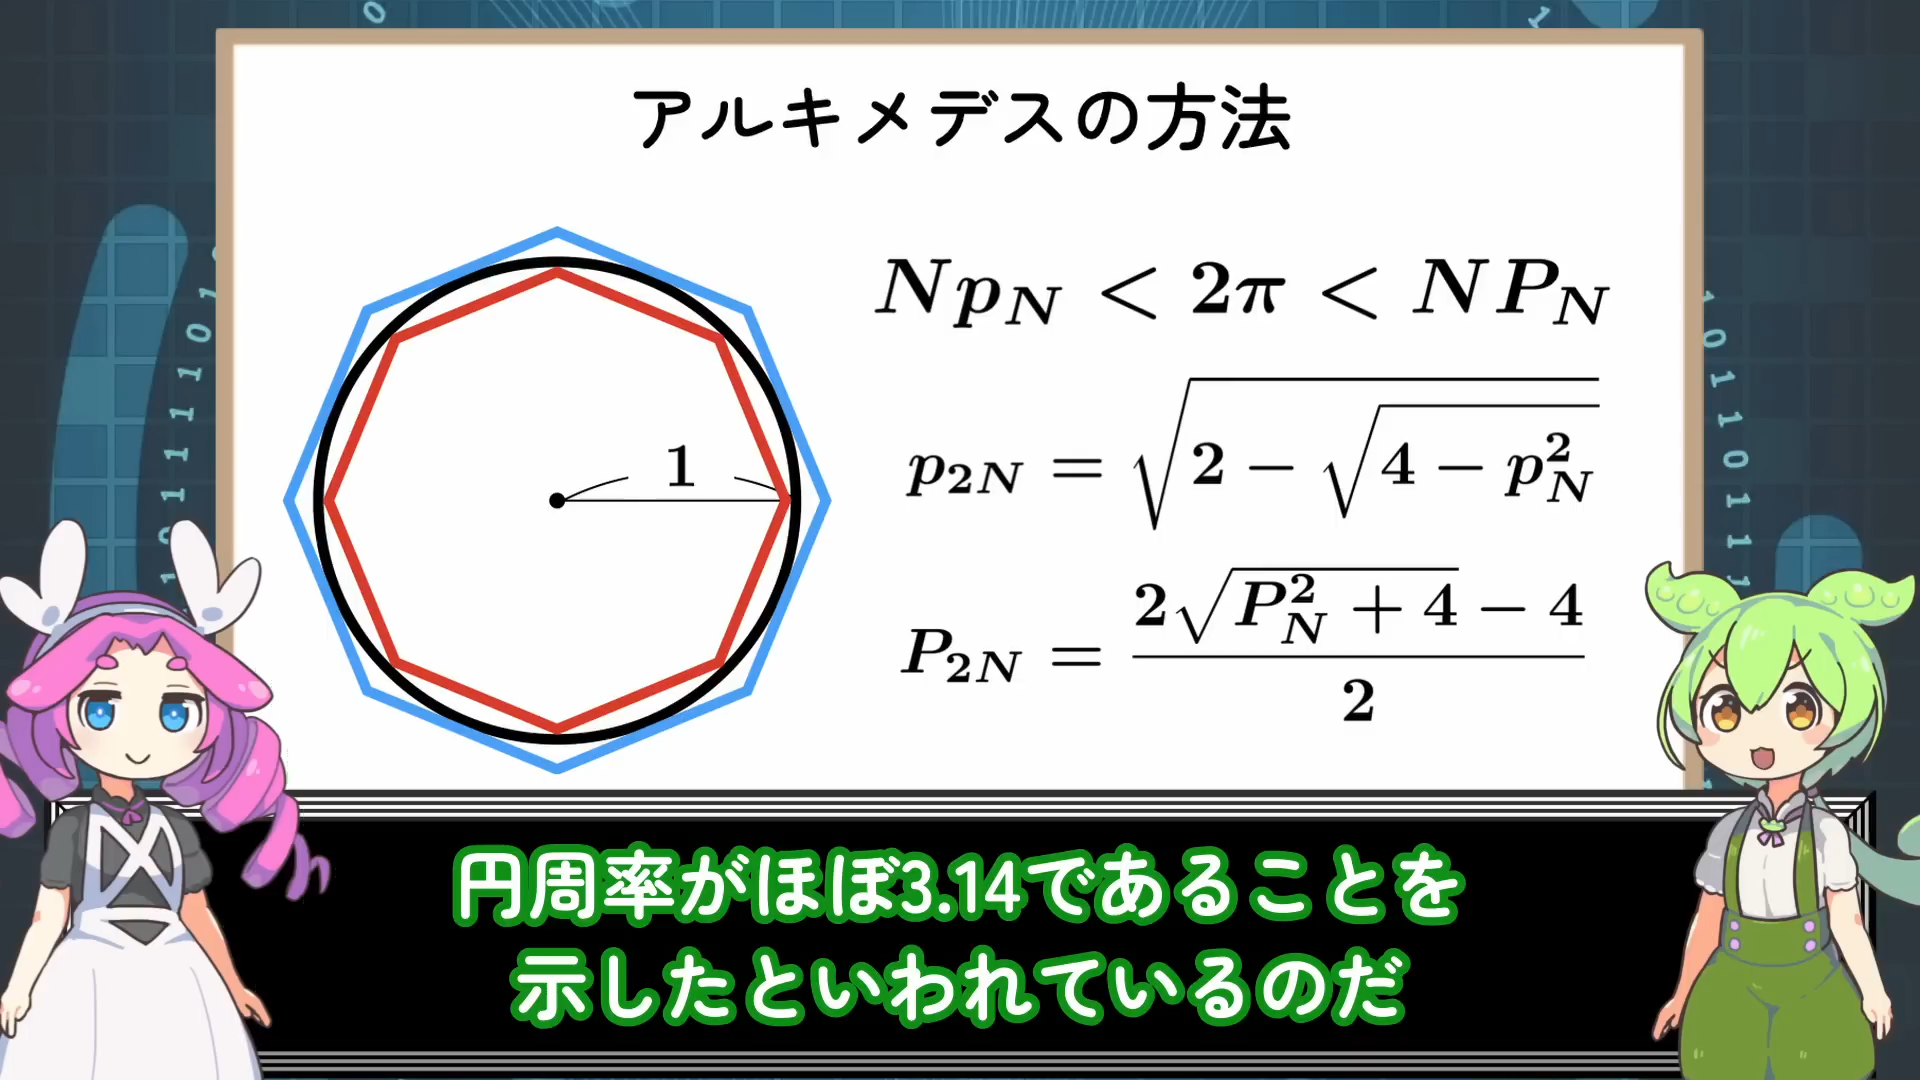 アルキメデスの方法
Np_N < 2π < NP_N
1
p_{2N} = √(2 − √(4 − p_N^2))
P_{2N} = (2√(P_N^2 + 4) − 4) / 2
円周率がほぼ3.14であることを
示したといわれているのだ